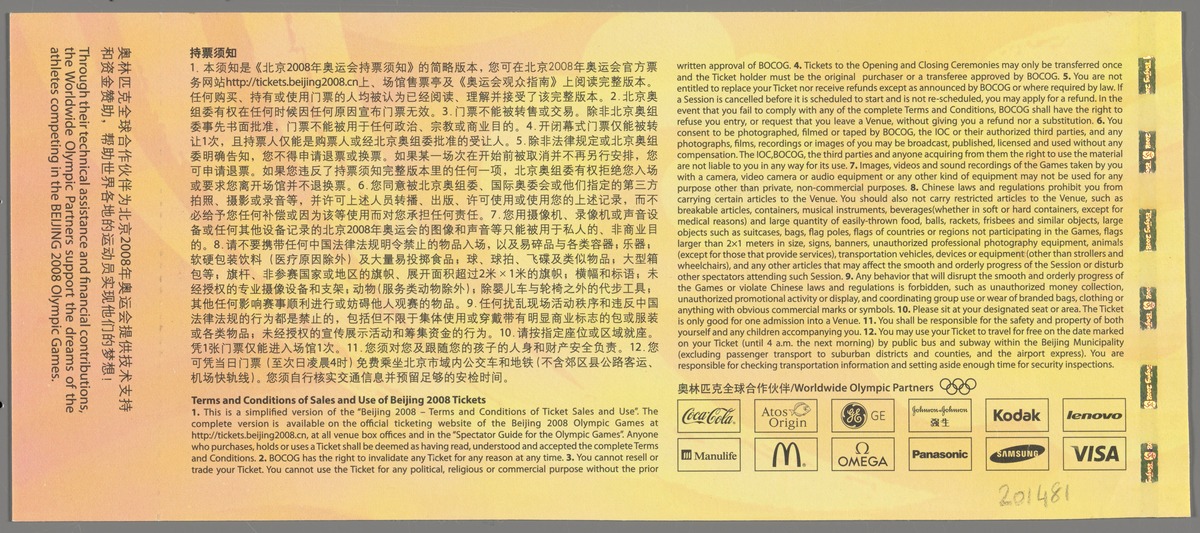 奥林匹克全球合作伙伴为北京2008年奥运会提供技术支持
和资金赞助，帮助世界各地的运动员实现他们的梦想！
Through their technical assistance and financial contributions,
the Worldwide Olympic Partners support the dreams of the
athletes competing in the BEIJING 2008 Olympic Games.
持票须知
1. 本须知是《北京2008年奥运会持票须知》的简略版本，您可在北京2008年奥运会官方票
务网站http://tickets.beijing2008.cn上、场馆售票亭及《奥运会观众指南》上阅读完整版本。
任何购买、持有或使用门票的人均被认为已经阅读、理解并接受了该完整版本。2. 北京奥
组委有权在任何时候因任何原因宣布门票无效。3. 门票不能被转售或交易。除非北京奥组
委事先书面批准，门票不能被用于任何政治、宗教或商业目的。4. 开闭幕式门票仅能被转
让1次，且持票人仅能是购票人或经北京奥组委批准的受让人。5. 除非法律规定或北京奥组
委明确告知，您不得申请退票或换票。如果某一场次在开始前被取消并不再另行安排，您
可申请退票。如果您违反了持票须知完整版本里的任何一项，北京奥组委有权拒绝您入场
或要求您离开场馆并不退换票。6. 您同意被北京奥组委、国际奥委会或他们指定的第三方
拍照、摄影或录音等，并许可上述人员转播、出版、许可使用或使用您的上述记录，而不
必给予您任何补偿或因为该等使用而对您承担任何责任。7. 您用摄像机、录像机或声音设
备或任何其他设备记录的北京2008年奥运会的图像和声音等只能被用于私人的、非商业目
的。8. 请不要携带任何中国法律法规明令禁止的物品入场，以及易碎品与各类容器；乐器；
软硬包装饮料（医疗原因除外）及大量易投掷食品；球、球拍、飞碟及类似物品；大型箱
包等；旗杆、非参赛国家或地区的旗帜、展开面积超过2米×1米的旗帜；横幅和标语；未
经授权的专业摄像设备和支架；动物(服务类动物除外)；除婴儿车与轮椅之外的代步工具；
其他任何影响赛事顺利进行或妨碍他人观赛的物品。9. 任何扰乱现场活动秩序和违反中国
法律法规的行为都是禁止的，包括但不限于集体使用或穿戴带有明显商业标志的包或服装
或各类物品；未经授权的宣传展示活动和筹集资金的行为。10. 请按指定座位或区域就座。
凭1张门票仅能进入场馆1次。11. 您须对您及跟随您的孩子的人身和财产安全负责。12. 您
可凭当日门票（至次日凌晨4时）免费乘坐北京市域内公交车和地铁(不含郊区县公路客运、
机场快轨线)。您须自行核实交通信息并预留足够的安检时间。
Terms and Conditions of Sales and Use of Beijing 2008 Tickets
1. This is a simplified version of the "Beijing 2008 – Terms and Conditions of Ticket Sales and Use". The
complete version is available on the official ticketing website of the Beijing 2008 Olympic Games at
http://tickets.beijing2008.cn, at all venue box offices and in the "Spectator Guide for the Olympic Games". Anyone
who purchases, holds or uses a Ticket shall be deemed as having read, understood and accepted the complete Terms
and Conditions. 2. BOCOG has the right to invalidate any Ticket for any reason at any time. 3. You cannot resell or
trade your Ticket. You cannot use the Ticket for any political, religious or commercial purpose without the prior
written approval of BOCOG. 4. Tickets to the Opening and Closing Ceremonies may only be transferred once
and the Ticket holder must be the original purchaser or a transferee approved by BOCOG. 5. You are not
entitled to replace your Ticket nor receive refunds except as announced by BOCOG or where required by law. If
a Session is cancelled before it is scheduled to start and is not re-scheduled, you may apply for a refund. In the
event that you fail to comply with any of the complete Terms and Conditions, BOCOG shall have the right to
refuse you entry, or request that you leave a Venue, without giving you a refund nor a substitution. 6. You
consent to be photographed, filmed or taped by BOCOG, the IOC or their authorized third parties, and any
photographs, films, recordings or images of you may be broadcast, published, licensed and used without any
compensation. The IOC,BOCOG, the third parties and anyone acquiring from them the right to use the material
are not liable to you in any way for its use. 7. Images, videos and sound recordings of the Games taken by you
with a camera, video camera or audio equipment or any other kind of equipment may not be used for any
purpose other than private, non-commercial purposes. 8. Chinese laws and regulations prohibit you from
carrying certain articles to the Venue. You should also not carry restricted articles to the Venue, such as
breakable articles, containers, musical instruments, beverages(whether in soft or hard containers, except for
medical reasons) and large quantity of easily-thrown food, balls, rackets, frisbees and similar objects, large
objects such as suitcases, bags, flag poles, flags of countries or regions not participating in the Games, flags
larger than 2×1 meters in size, signs, banners, unauthorized professional photography equipment, animals
(except for those that provide services), transportation vehicles, devices or equipment (other than strollers and
wheelchairs), and any other articles that may affect the smooth and orderly progress of the Session or disturb
other spectators attending such Session. 9. Any behavior that will disrupt the smooth and orderly progress of
the Games or violate Chinese laws and regulations is forbidden, such as unauthorized money collection,
unauthorized promotional activity or display, and coordinating group use or wear of branded bags, clothing or
anything with obvious commercial marks or symbols. 10. Please sit at your designated seat or area. The Ticket
is only good for one admission into a Venue. 11. You shall be responsible for the safety and property of both
yourself and any children accompanying you. 12. You may use your Ticket to travel for free on the date marked
on your Ticket (until 4 a.m. the next morning) by public bus and subway within the Beijing Municipality
(excluding passenger transport to suburban districts and counties, and the airport express). You are
responsible for checking transportation information and setting aside enough time for security inspections.
奥林匹克全球合作伙伴/Worldwide Olympic Partners
Coca-Cola Atos Origin GE GE Johnson & Johnson 强生 Kodak lenovo
Manulife M Ω OMEGA Panasonic SAMSUNG VISA
201481